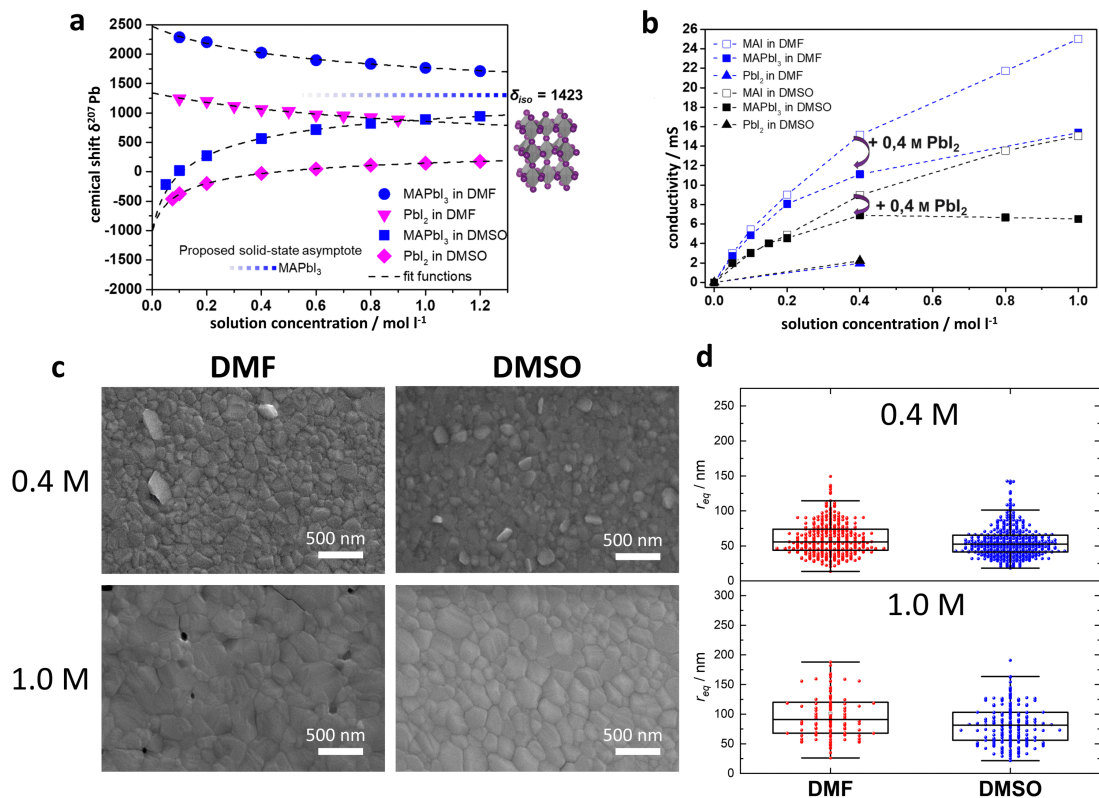 a
2500
2000
1500
1000
500
0
-500
-1000
-1500
-2000
cemical shift δ²⁰⁷Pb
0.0 0.2 0.4 0.6 0.8 1.0 1.2
solution concentration / mol l⁻¹
δiso = 1423
MAPbI₃ in DMF
PbI₂ in DMF
MAPbI₃ in DMSO
PbI₂ in DMSO
Proposed solid-state asymptote
MAPbI₃
fit functions
b
26
24
22
20
18
16
14
12
10
8
6
4
2
0
conductivity / mS
0.0 0.2 0.4 0.6 0.8 1.0
solution concentration / mol l⁻¹
MAI in DMF
MAPbI₃ in DMF
PbI₂ in DMF
MAI in DMSO
MAPbI₃ in DMSO
PbI₂ in DMSO
+ 0,4 M PbI₂
+ 0,4 M PbI₂
c
DMF DMSO
0.4 M
500 nm
500 nm
1.0 M
500 nm
500 nm
d
0.4 M
250
200
150
100
50
0
req / nm
1.0 M
300
250
200
150
100
50
0
req / nm
DMF DMSO